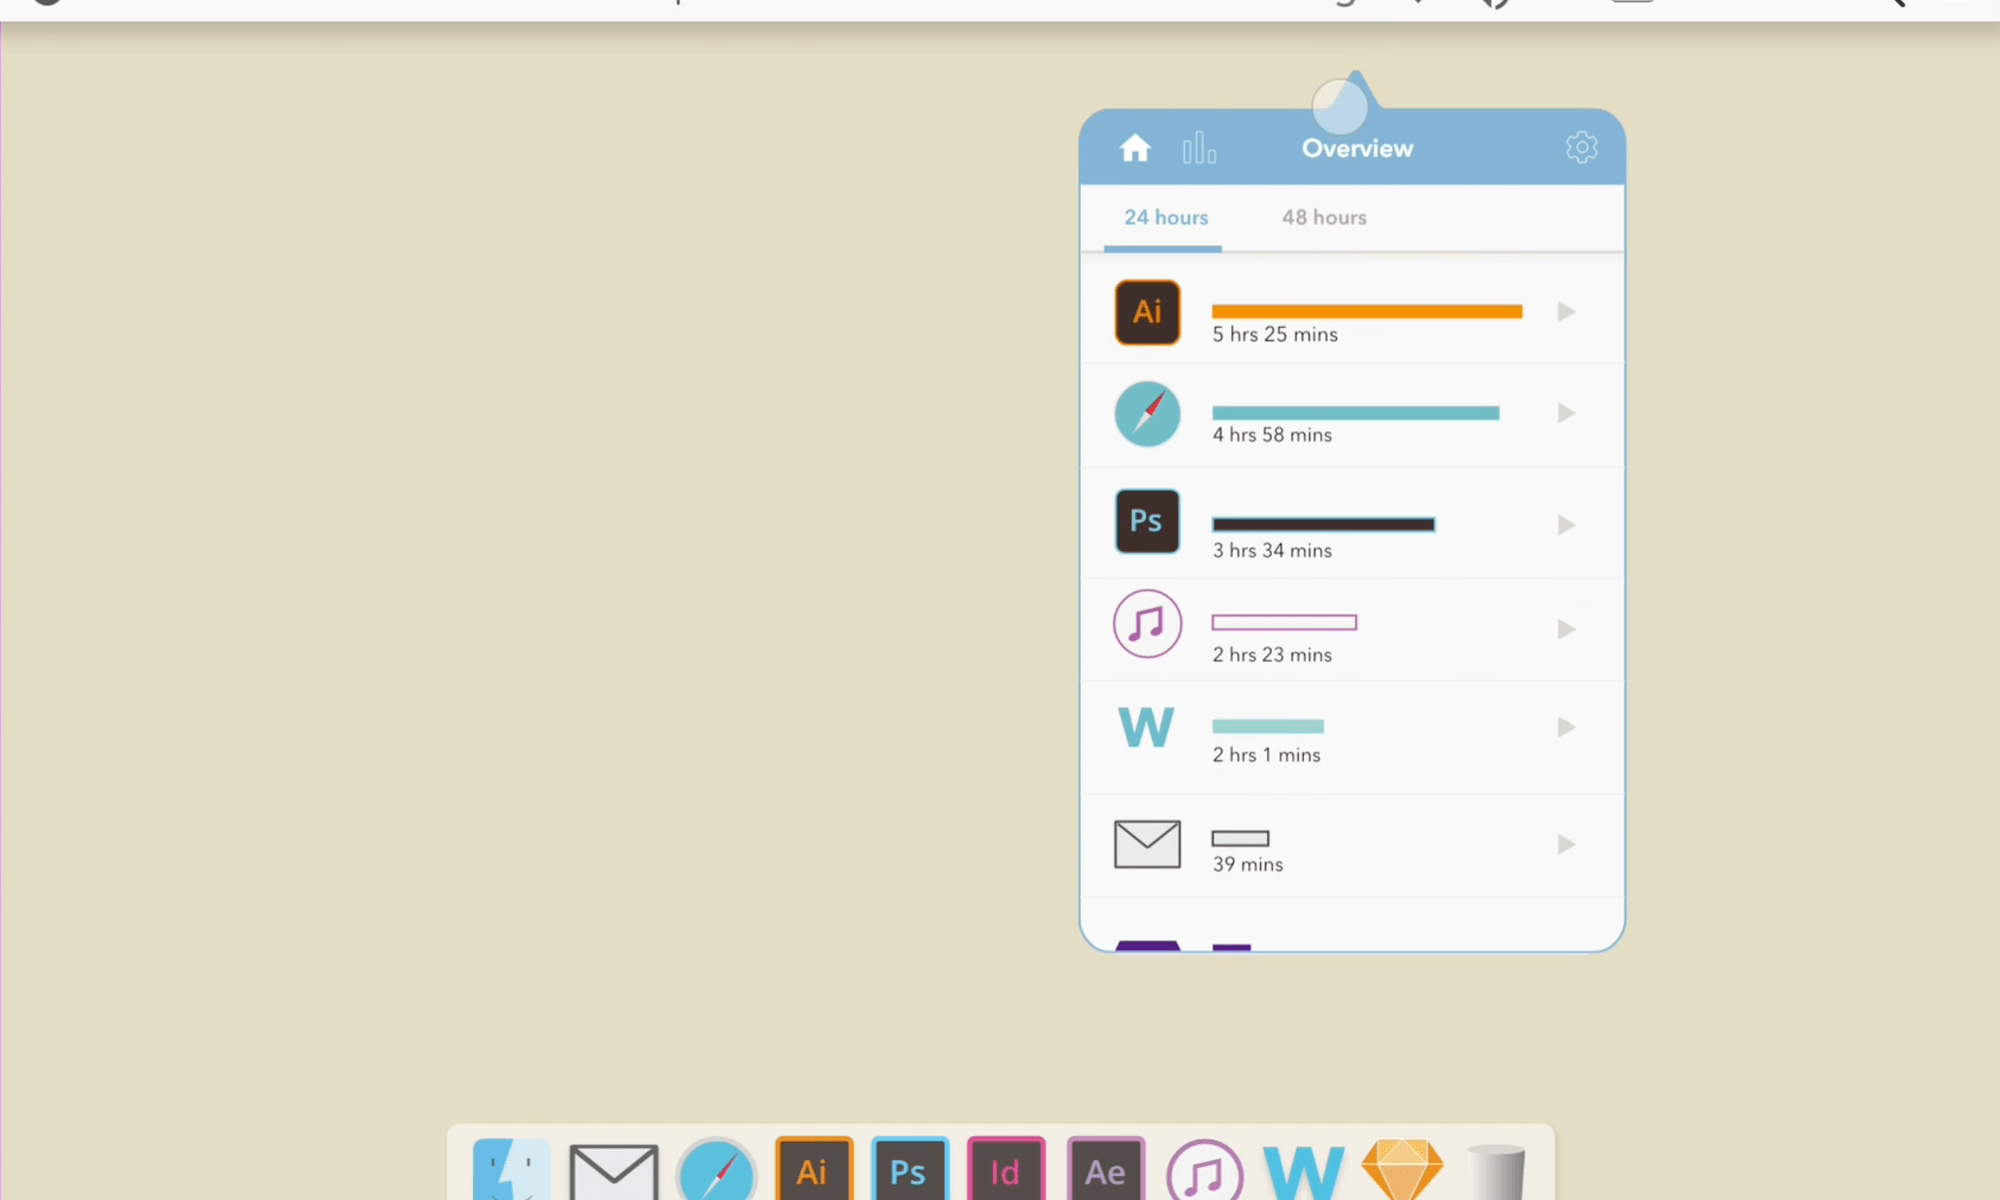 Overview
24 hours 48 hours
Ai
5 hrs 25 mins
4 hrs 58 mins
Ps
3 hrs 34 mins
2 hrs 23 mins
W
2 hrs 1 mins
39 mins
Ai Ps Id Ae W